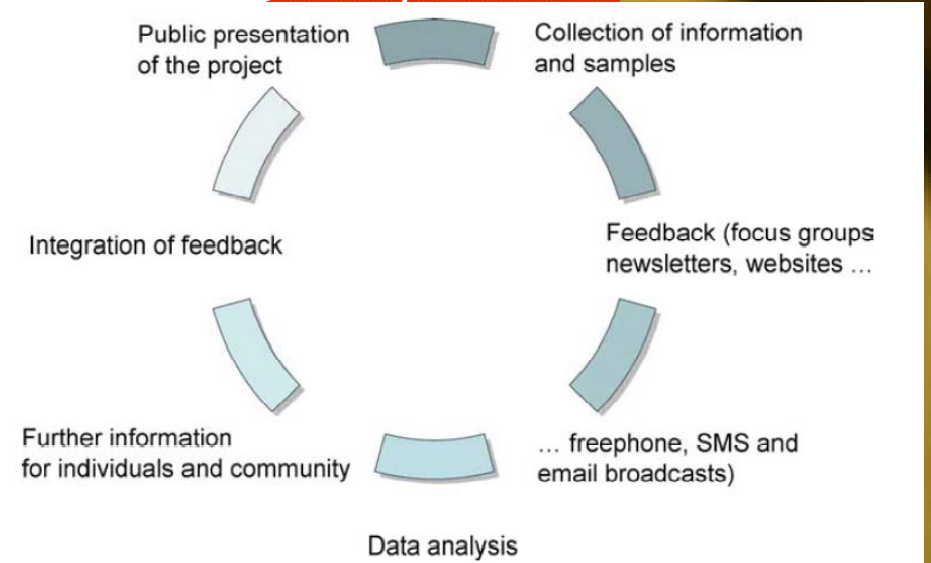 Public presentation
of the project
Collection of information
and samples
Feedback (focus groups
newsletters, websites ...
... freephone, SMS and
email broadcasts)
Data analysis
Further information
for individuals and community
Integration of feedback